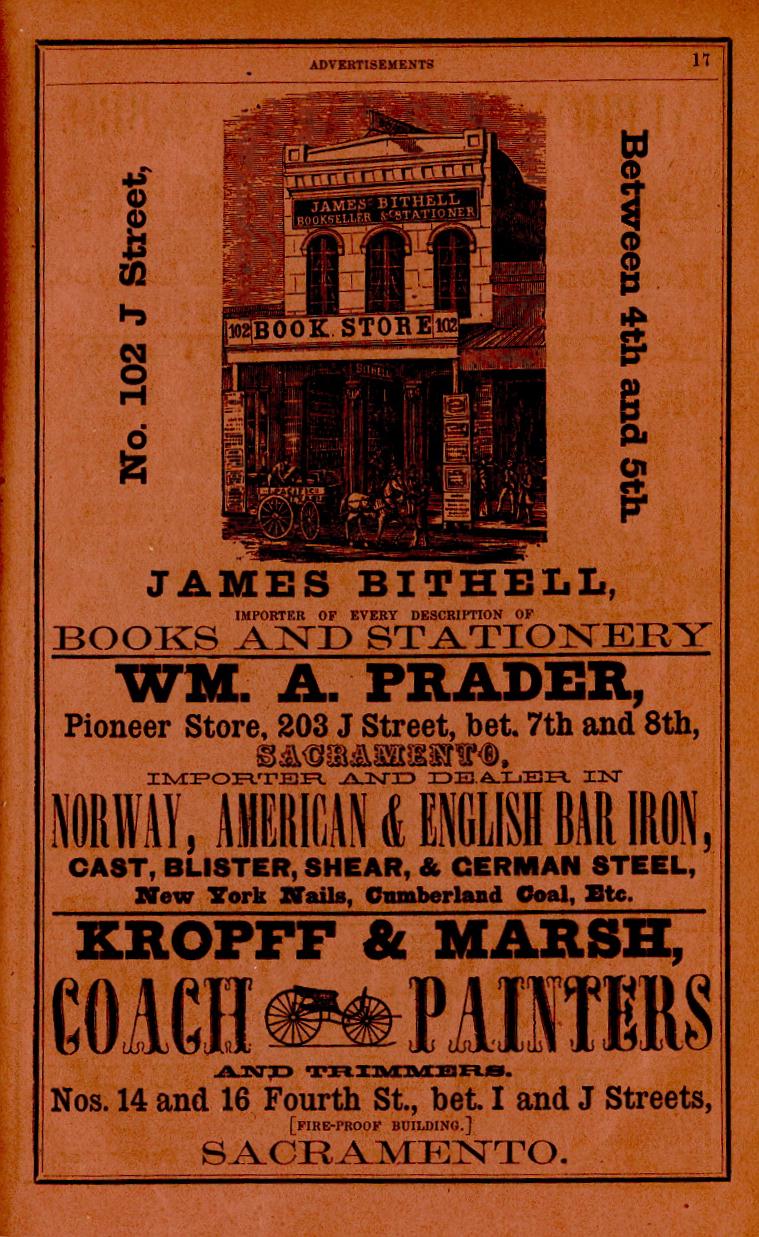 ADVERTISEMENTS 17
No. 102 J Street,
Between 4th and 5th
JAMES BITHELL
BOOKSELLER & STATIONER
102 BOOK STORE 102
BITHELL
JAMES BITHELL,
IMPORTER OF EVERY DESCRIPTION OF
BOOKS AND STATIONERY
WM. A. PRADER,
Pioneer Store, 203 J Street, bet. 7th and 8th,
SACRAMENTO,
IMPORTER AND DEALER IN
NORWAY, AMERICAN & ENGLISH BAR IRON,
CAST, BLISTER, SHEAR, & GERMAN STEEL,
New York Nails, Cumberland Coal, Etc.
KROPFF & MARSH,
COACH PAINTERS
AND TRIMMERS.
Nos. 14 and 16 Fourth St., bet. I and J Streets,
[FIRE-PROOF BUILDING.]
SACRAMENTO.